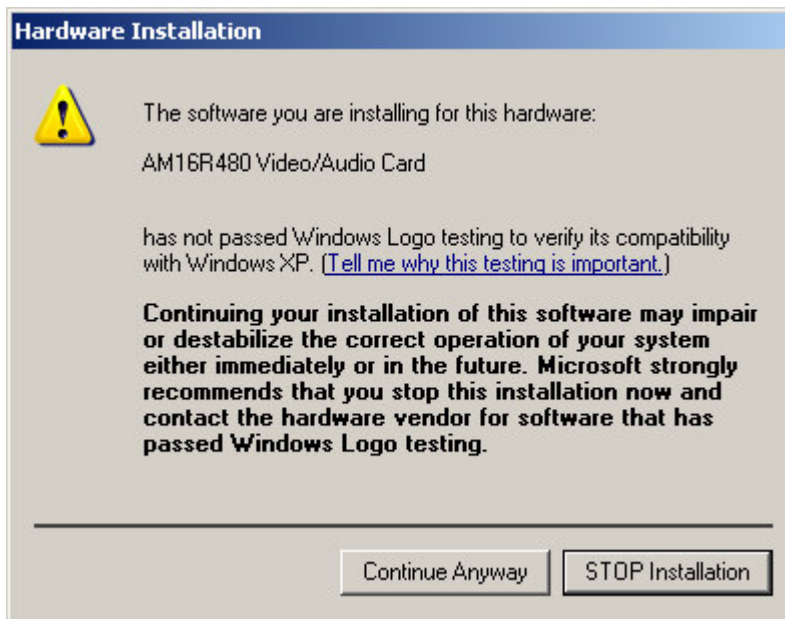 Hardware Installation
The software you are installing for this hardware:
AM16R480 Video/Audio Card
has not passed Windows Logo testing to verify its compatibility
with Windows XP. (Tell me why this testing is important.)
Continuing your installation of this software may impair
or destabilize the correct operation of your system
either immediately or in the future. Microsoft strongly
recommends that you stop this installation now and
contact the hardware vendor for software that has
passed Windows Logo testing.
Continue Anyway
STOP Installation